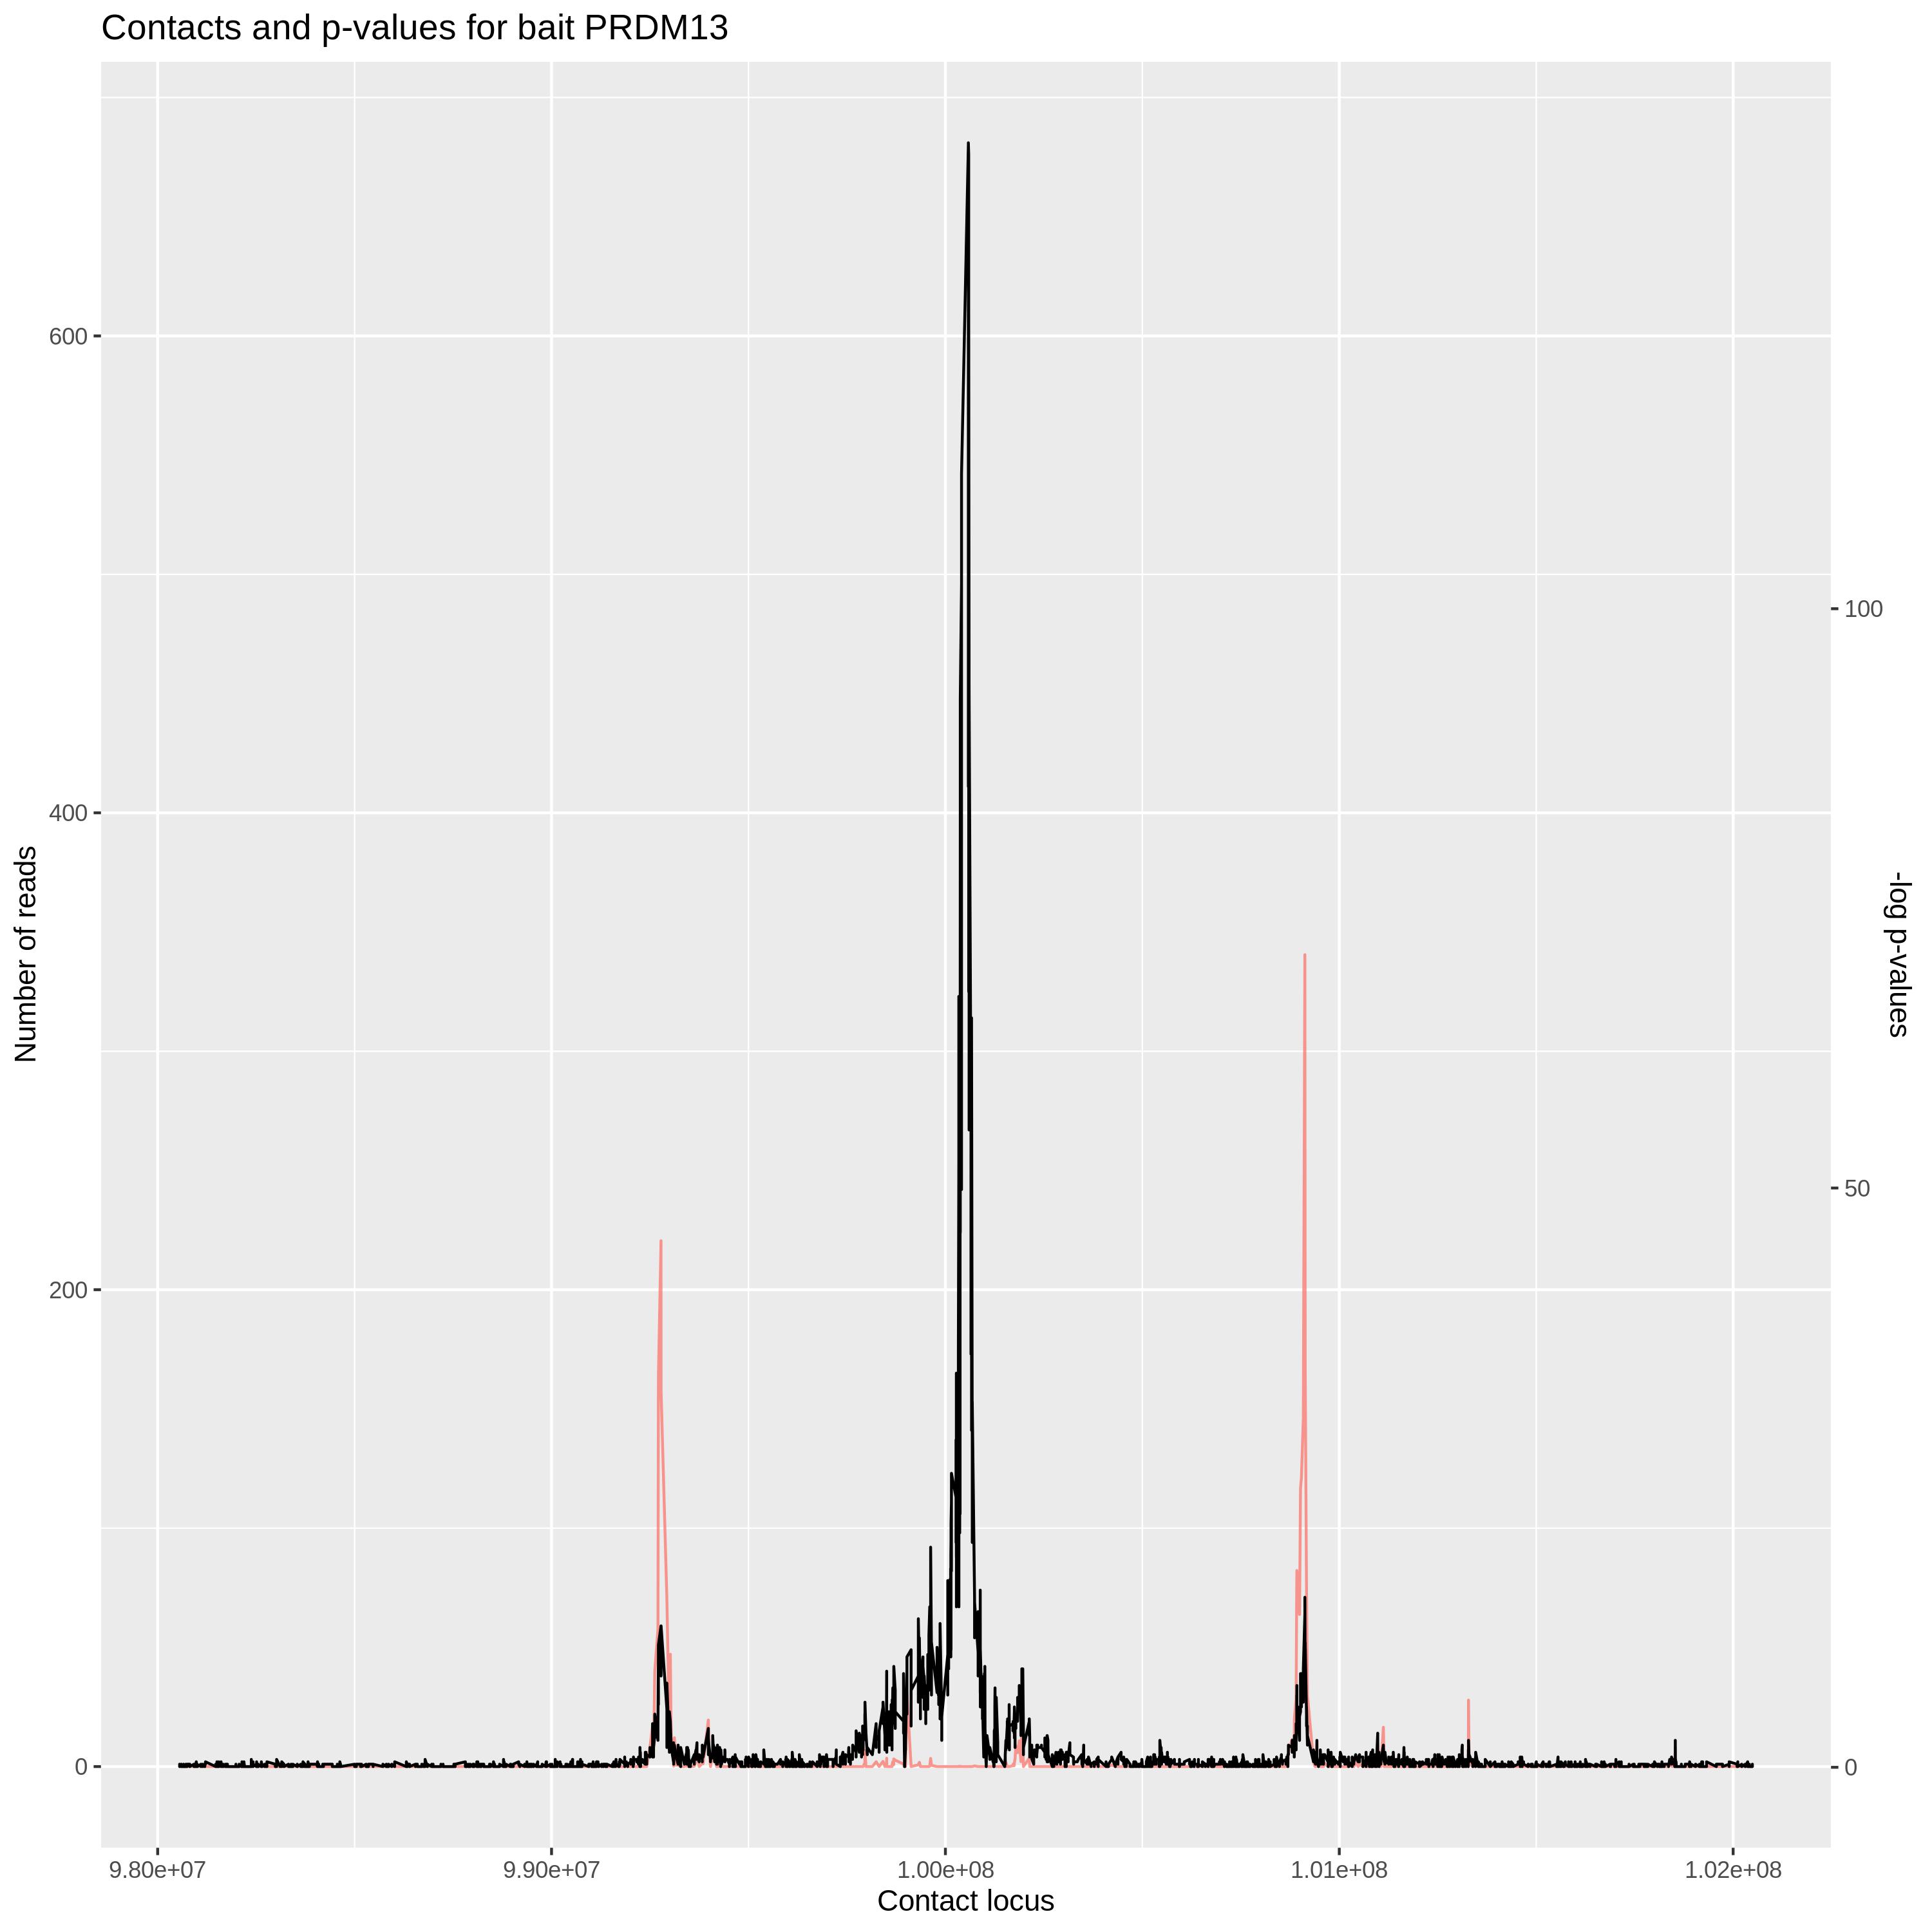 Contacts and p-values for bait PRDM13
Number of reads
600
400
200
0
-log p-values
100
50
0
9.80e+07
9.90e+07
1.00e+08
1.01e+08
1.02e+08
Contact locus